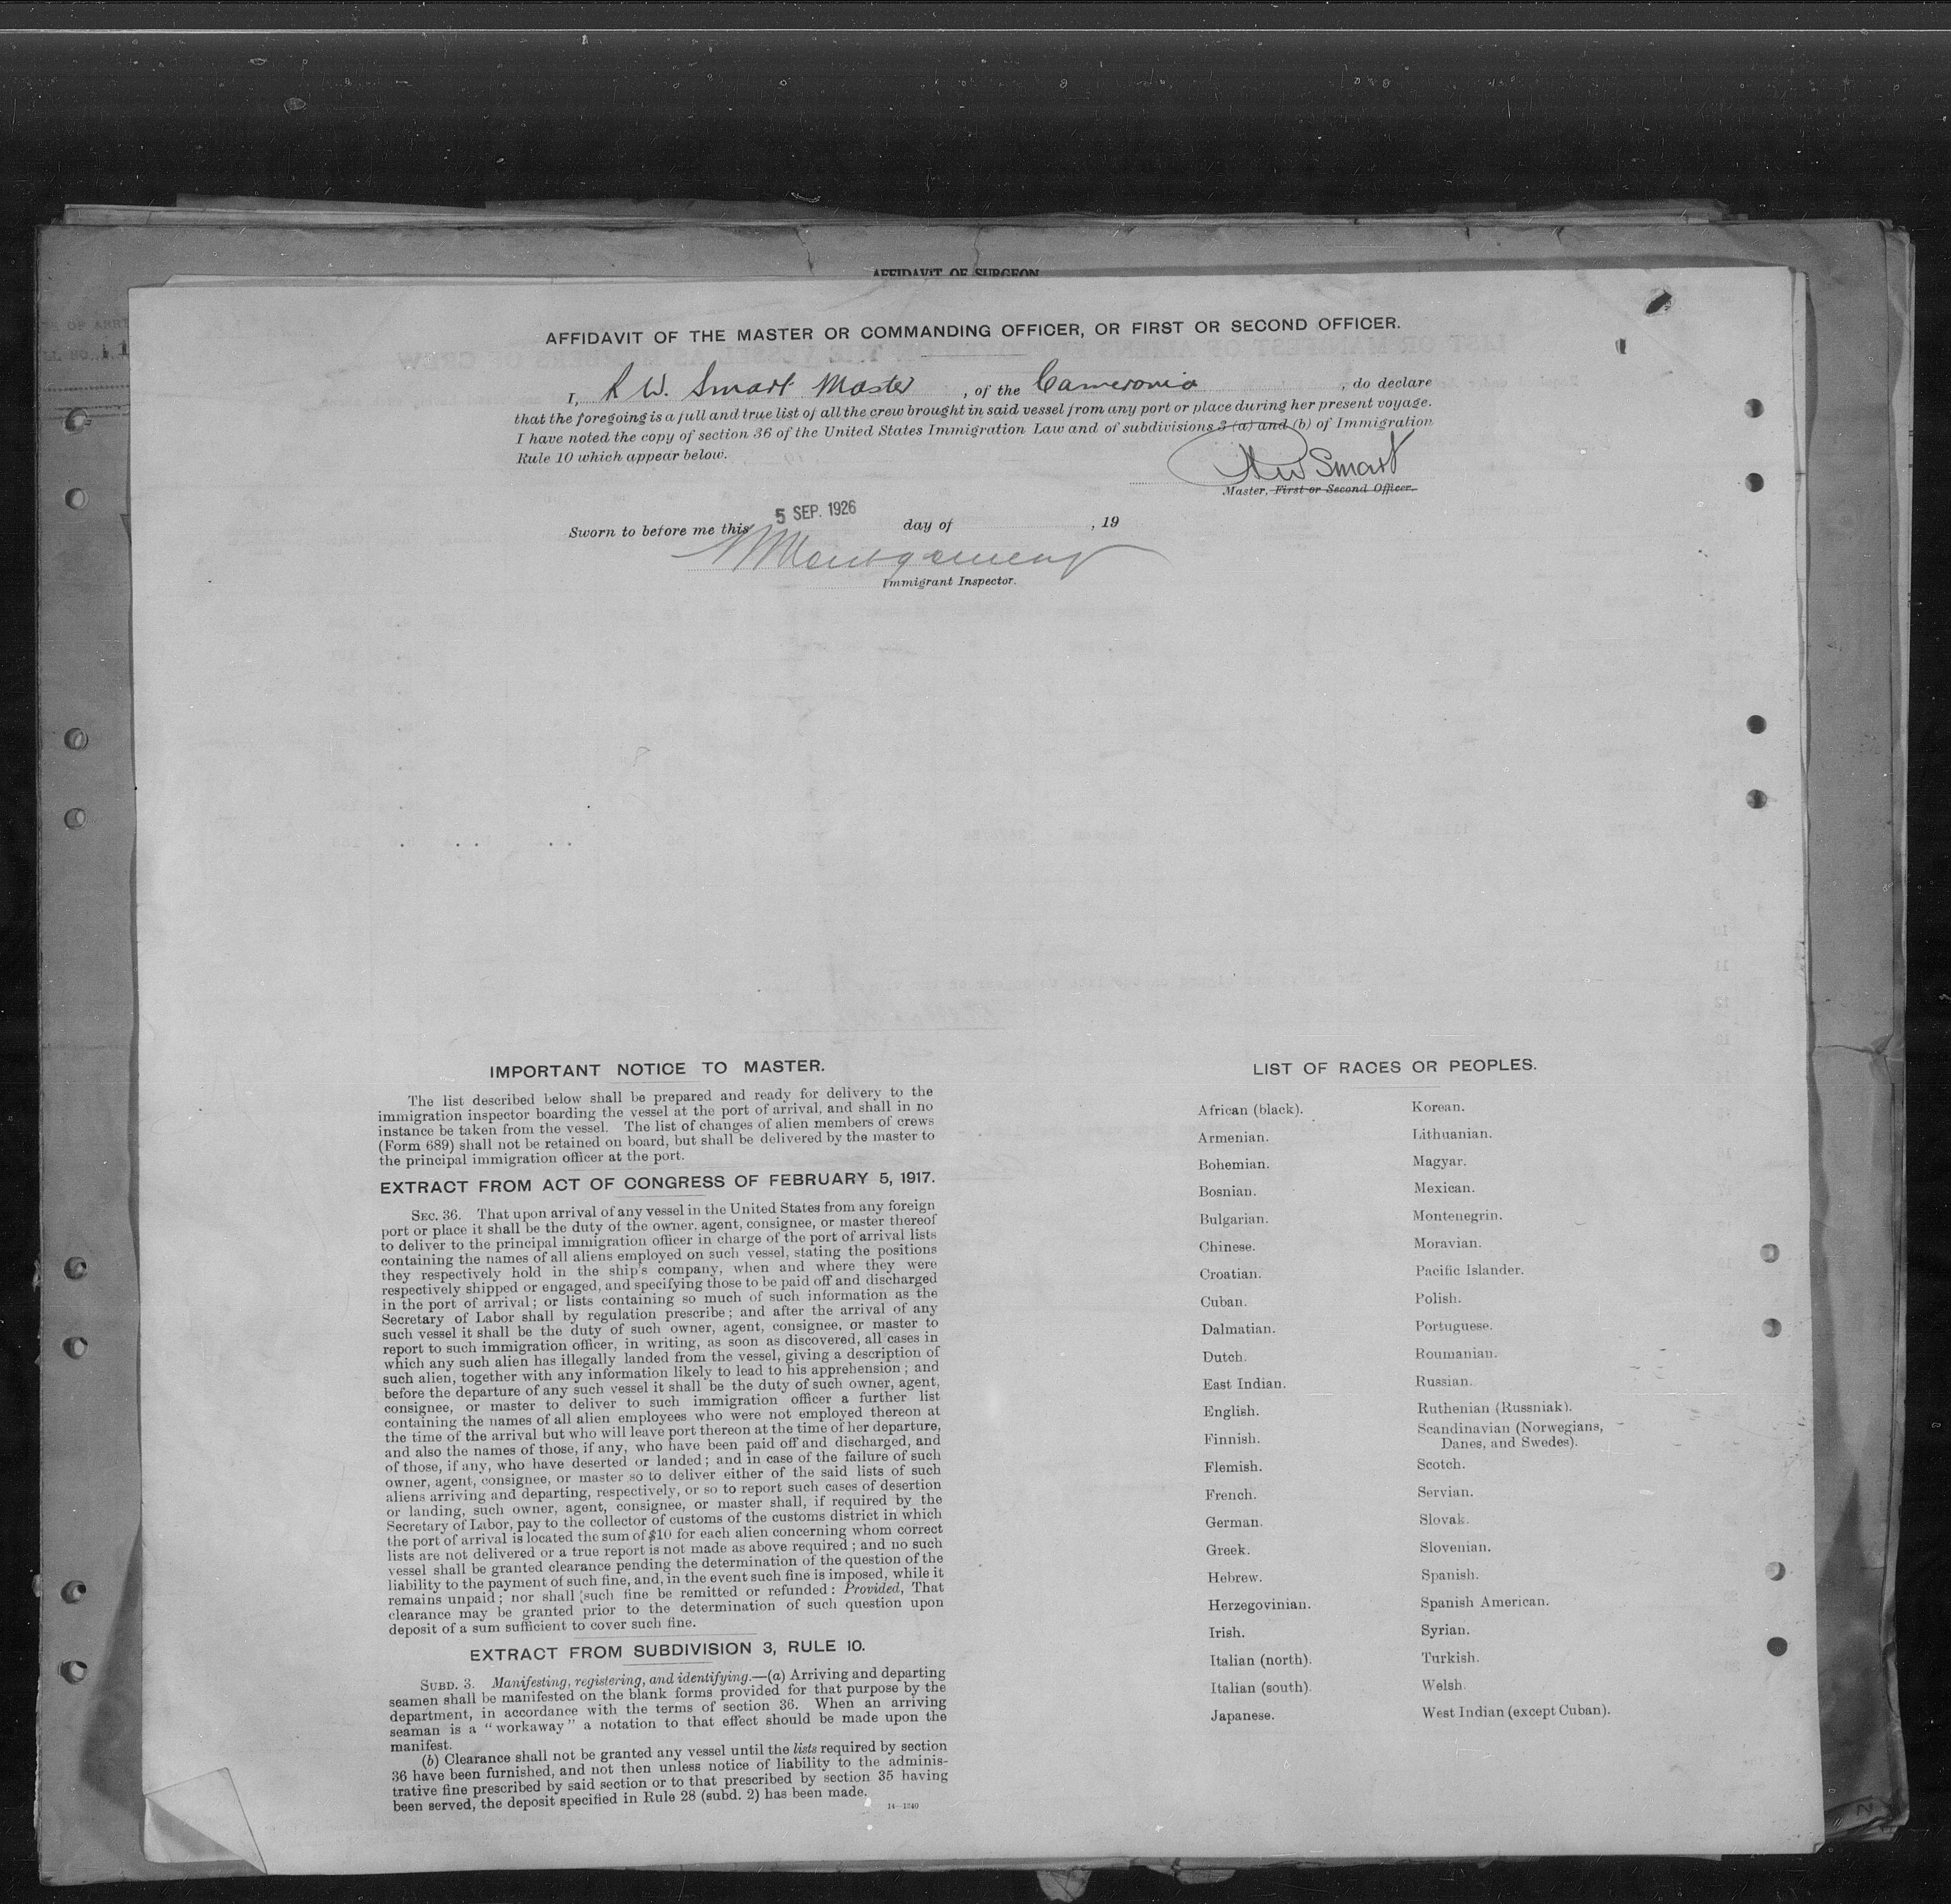 AFFIDAVIT OF SURGEON
AFFIDAVIT OF THE MASTER OR COMMANDING OFFICER, OR FIRST OR SECOND OFFICER.
I, R W. Smart Master, of the Cameronia, do declare
that the foregoing is a full and true list of all the crew brought in said vessel from any port or place during her present voyage.
I have noted the copy of section 36 of the United States Immigration Law and of subdivisions 3 (a) and (b) of Immigration
Rule 10 which appear below.
RW Smart
Master, First or Second Officer.
Sworn to before me this 5 SEP. 1926 day of , 19
Montgomery
Immigrant Inspector.
IMPORTANT NOTICE TO MASTER.
The list described below shall be prepared and ready for delivery to the
immigration inspector boarding the vessel at the port of arrival, and shall in no
instance be taken from the vessel. The list of changes of alien members of crews
(Form 689) shall not be retained on board, but shall be delivered by the master to
the principal immigration officer at the port.
EXTRACT FROM ACT OF CONGRESS OF FEBRUARY 5, 1917.
SEC. 36. That upon arrival of any vessel in the United States from any foreign
port or place it shall be the duty of the owner, agent, consignee, or master thereof
to deliver to the principal immigration officer in charge of the port of arrival lists
containing the names of all aliens employed on such vessel, stating the positions
they respectively hold in the ship's company, when and where they were
respectively shipped or engaged, and specifying those to be paid off and discharged
in the port of arrival; or lists containing so much of such information as the
Secretary of Labor shall by regulation prescribe; and after the arrival of any
such vessel it shall be the duty of such owner, agent, consignee, or master to
report to such immigration officer, in writing, as soon as discovered, all cases in
which any such alien has illegally landed from the vessel, giving a description of
such alien, together with any information likely to lead to his apprehension; and
before the departure of any such vessel it shall be the duty of such owner, agent,
consignee, or master to deliver to such immigration officer a further list
containing the names of all alien employees who were not employed thereon at
the time of the arrival but who will leave port thereon at the time of her departure,
and also the names of those, if any, who have been paid off and discharged, and
of those, if any, who have deserted or landed; and in case of the failure of such
owner, agent, consignee, or master so to deliver either of the said lists of such
aliens arriving and departing, respectively, or so to report such cases of desertion
or landing, such owner, agent, consignee, or master shall, if required by the
Secretary of Labor, pay to the collector of customs of the customs district in which
the port of arrival is located the sum of $10 for each alien concerning whom correct
lists are not delivered or a true report is not made as above required; and no such
vessel shall be granted clearance pending the determination of the question of the
liability to the payment of such fine, and, in the event such fine is imposed, while it
remains unpaid; nor shall such fine be remitted or refunded: Provided, That
clearance may be granted prior to the determination of such question upon
deposit of a sum sufficient to cover such fine.
EXTRACT FROM SUBDIVISION 3, RULE 10.
SUBD. 3. Manifesting, registering, and identifying.—(a) Arriving and departing
seamen shall be manifested on the blank forms provided for that purpose by the
department, in accordance with the terms of section 36. When an arriving
seaman is a "workaway" a notation to that effect should be made upon the
manifest.
(b) Clearance shall not be granted any vessel until the lists required by section
36 have been furnished, and not then unless notice of liability to the adminis-
trative fine prescribed by said section or to that prescribed by section 35 having
been served, the deposit specified in Rule 28 (subd. 2) has been made.
14—1240
LIST OF RACES OR PEOPLES.
African (black).
Armenian.
Bohemian.
Bosnian.
Bulgarian.
Chinese.
Croatian.
Cuban.
Dalmatian.
Dutch.
East Indian.
English.
Finnish.
Flemish.
French.
German.
Greek.
Hebrew.
Herzegovinian.
Irish.
Italian (north).
Italian (south).
Japanese.
Korean.
Lithuanian.
Magyar.
Mexican.
Montenegrin.
Moravian.
Pacific Islander.
Polish.
Portuguese.
Roumanian.
Russian.
Ruthenian (Russniak).
Scandinavian (Norwegians,
Danes, and Swedes).
Scotch.
Servian.
Slovak.
Slovenian.
Spanish.
Spanish American.
Syrian.
Turkish.
Welsh.
West Indian (except Cuban).